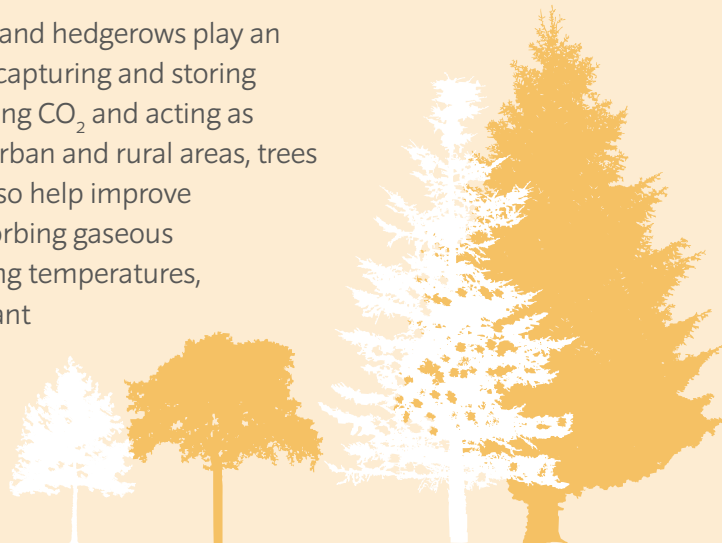 and hedgerows play an
capturing and storing
ng CO₂ and acting as
rban and rural areas, trees
so help improve
orbing gaseous
ng temperatures,
ant